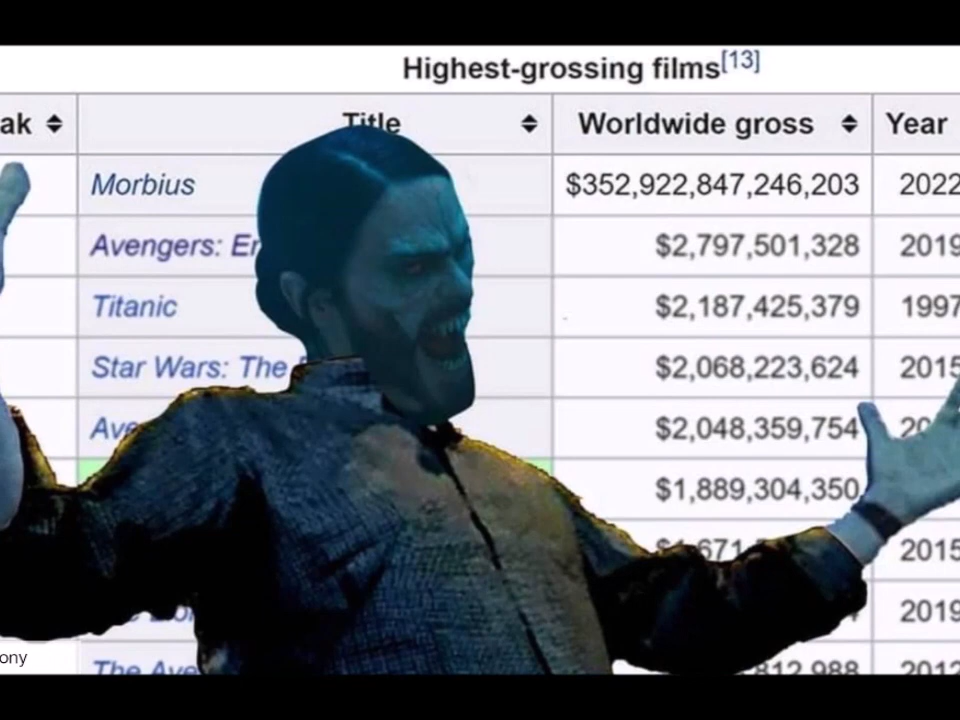 Highest-grossing films[13]
ak Title Worldwide gross Year
Morbius $352,922,847,246,203 2022
Avengers: $2,797,501,328 2019
Titanic $2,187,425,379 1997
Star Wars: The $2,068,223,624 2015
$2,048,359,754
$1,889,304,350
2015
2019
ony
The 2012